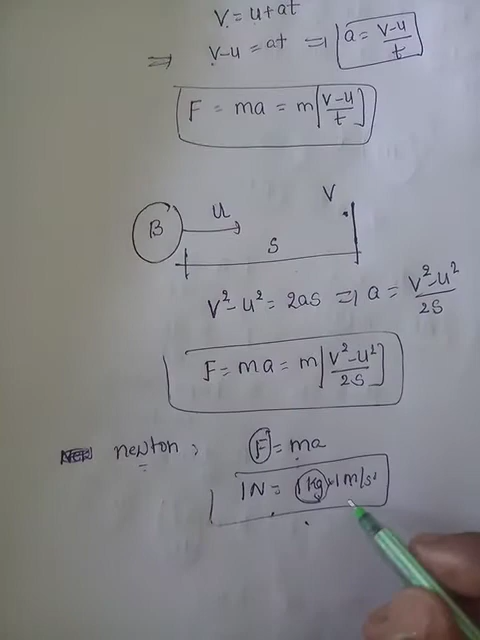 V = u+at
⇒ v-u = at ⇒ a = v-u/t
F = ma = m[v-u/t]
V
B u
S
V²-u² = 2as ⇒ a = V²-u²/2S
F = ma = m[V²-u²/2S]
newton, F = ma
1N = 1kg × 1m/s²